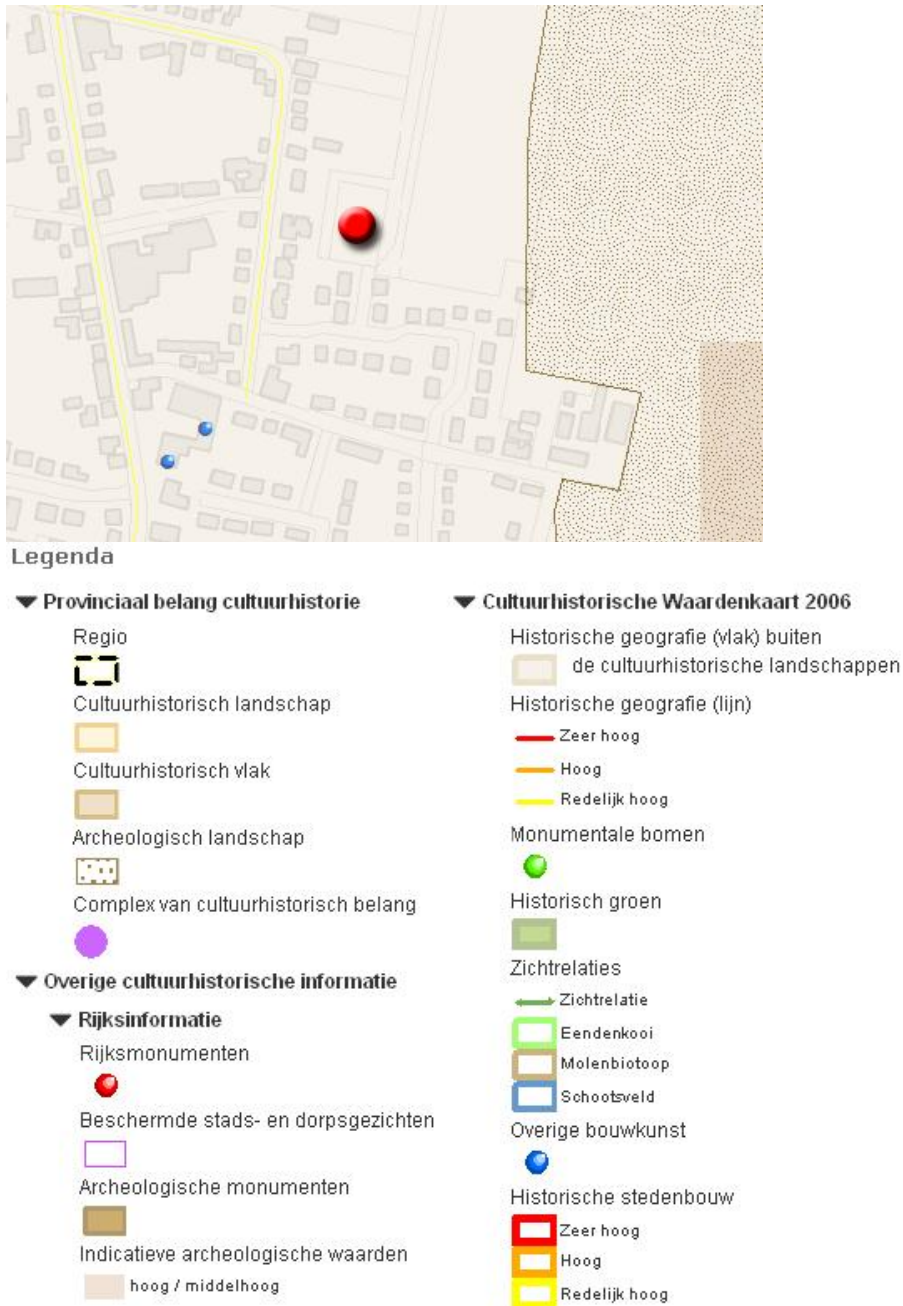 Legenda
Provinciaal belang cultuurhistorie
Regio
Cultuurhistorisch landschap
Cultuurhistorisch vlak
Archeologisch landschap
Complex van cultuurhistorisch belang
Overige cultuurhistorische informatie
Rijksinformatie
Rijksmonumenten
Beschermde stads- en dorpsgezichten
Archeologische monumenten
Indicatieve archeologische waarden
hoog / middelhoog
Cultuurhistorische Waardenkaart 2006
Historische geografie (vlak) buiten
de cultuurhistorische landschappen
Historische geografie (lijn)
Zeer hoog
Hoog
Redelijk hoog
Monumentale bomen
Historisch groen
Zichtrelaties
Zichtrelatie
Eendenkooi
Molenbiotoop
Schootsveld
Overige bouwkunst
Historische stedenbouw
Zeer hoog
Hoog
Redelijk hoog